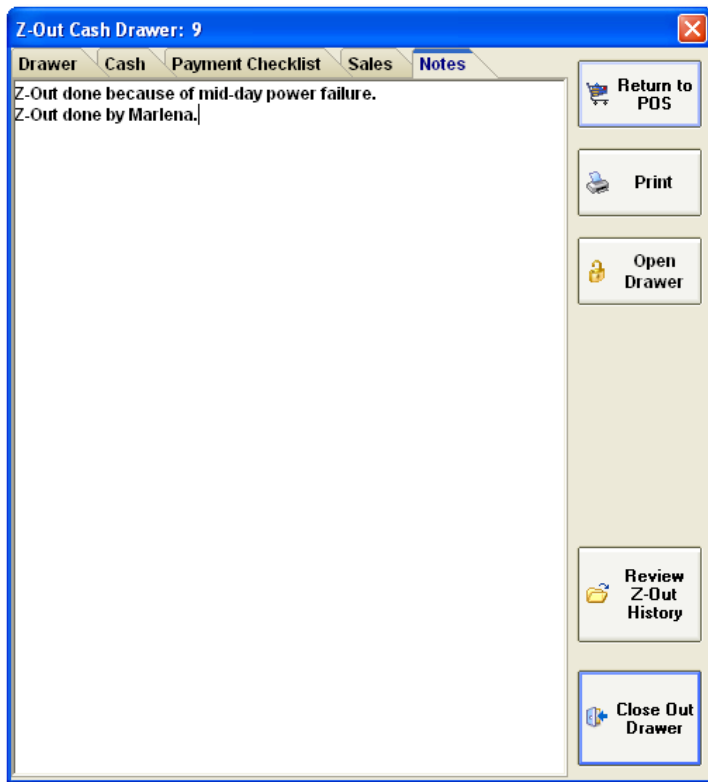 Z-Out Cash Drawer: 9
Drawer Cash Payment Checklist Sales Notes
Z-Out done because of mid-day power failure.
Z-Out done by Marlena.
Return to
POS
Print
Open
Drawer
Review
Z-Out
History
Close Out
Drawer